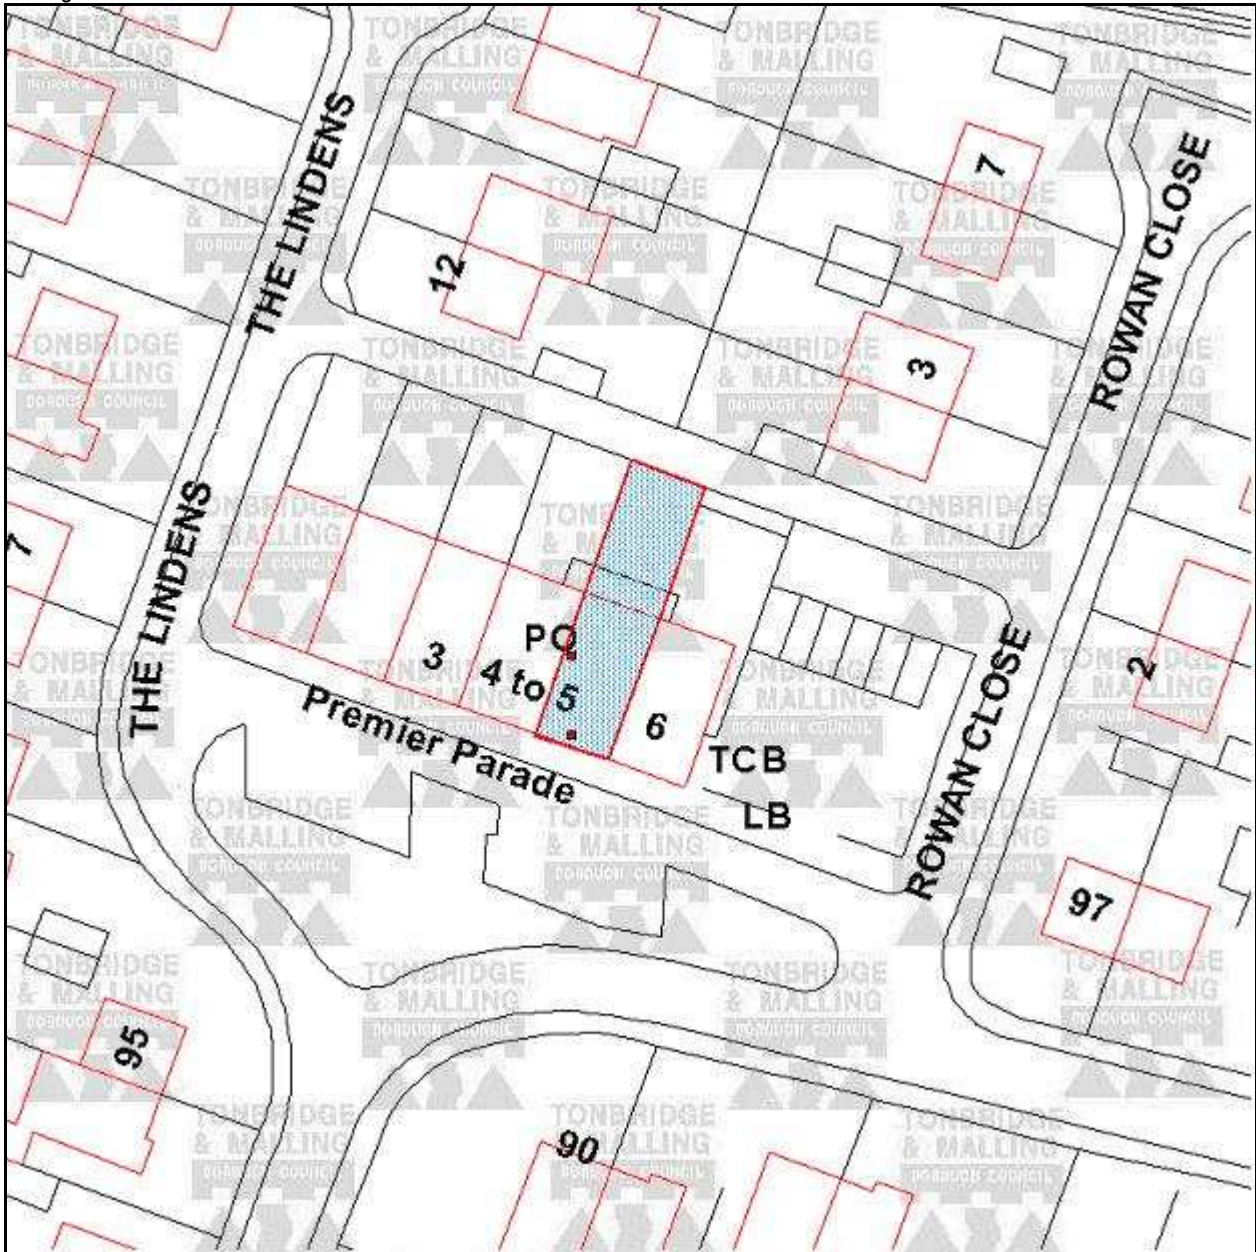 THE LINDENS
7
ROWAN CLOSE
12
3
7
THE LINDENS
PO
3
4 to 5
6
2
Premier Parade
TCB
LB
ROWAN CLOSE
97
95
90
TONBRIDGE
& MALLING
BOROUGH COUNCIL